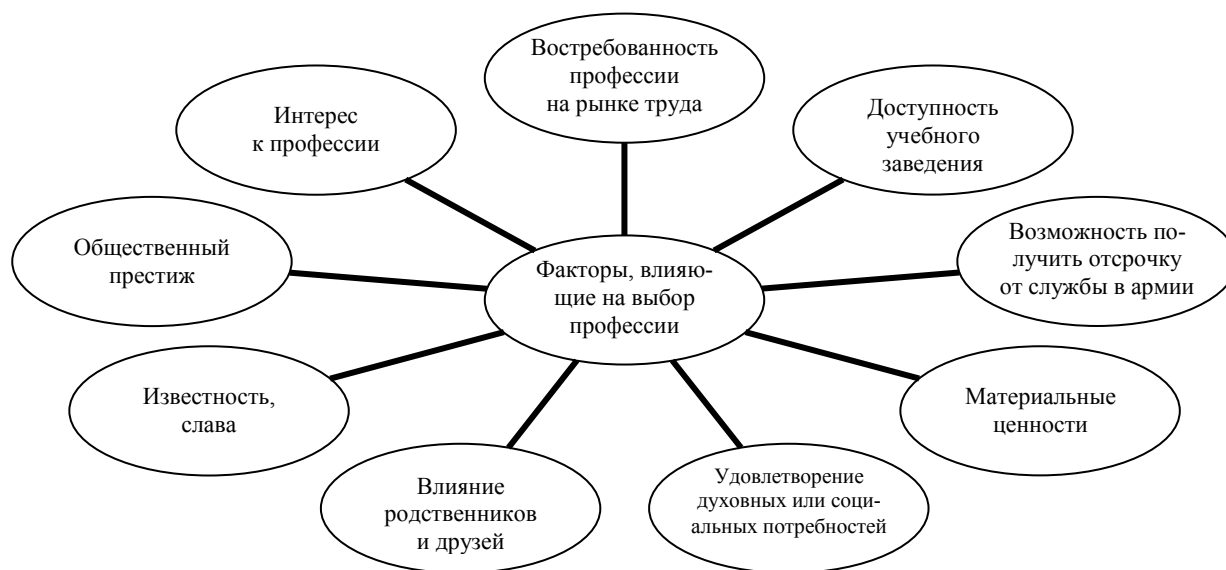 Востребованность
профессии
на рынке труда
Интерес
к профессии
Доступность
учебного
заведения
Общественный
престиж
Факторы, влияю-
щие на выбор
профессии
Возможность по-
лучить отсрочку
от службы в армии
Известность,
слава
Материальные
ценности
Влияние
родственников
и друзей
Удовлетворение
духовных или соци-
альных потребностей